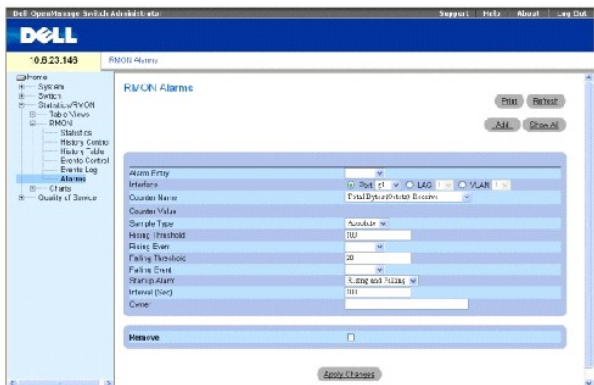 Dell OpenManage Switch Administrator
Support Help About Log Out
DELL
10.6.23.146
RMON Alarms
Home
System
Switch
Statistics/RMON
Table Views
RMON
Statistics
History Control
History Table
Events Control
Events Log
Alarms
Charts
Quality of Service
RMON Alarms
Print Refresh
Add Show All
Alarm Entry
Interface Port g1 LAG 1 VLAN 1
Counter Name Total Bytes (Octets) Receive
Counter Value
Sample Type Absolute
Rising Threshold 100
Rising Event
Falling Threshold 20
Falling Event
Startup Alarm Rising and Falling
Interval (Sec) 100
Owner
Remove
Apply Changes